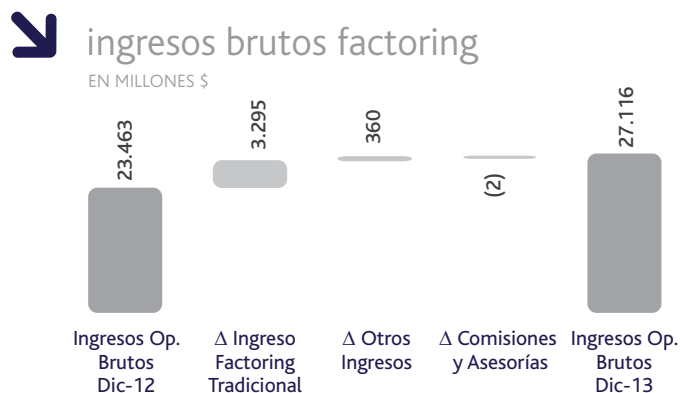 ingresos brutos factoring
EN MILLONES $
23.463
3.295
360
(2)
27.116
Ingresos Op.
Brutos
Dic-12
Δ Ingreso
Factoring
Tradicional
Δ Otros
Ingresos
Δ Comisiones
y Asesorías
Ingresos Op.
Brutos
Dic-13